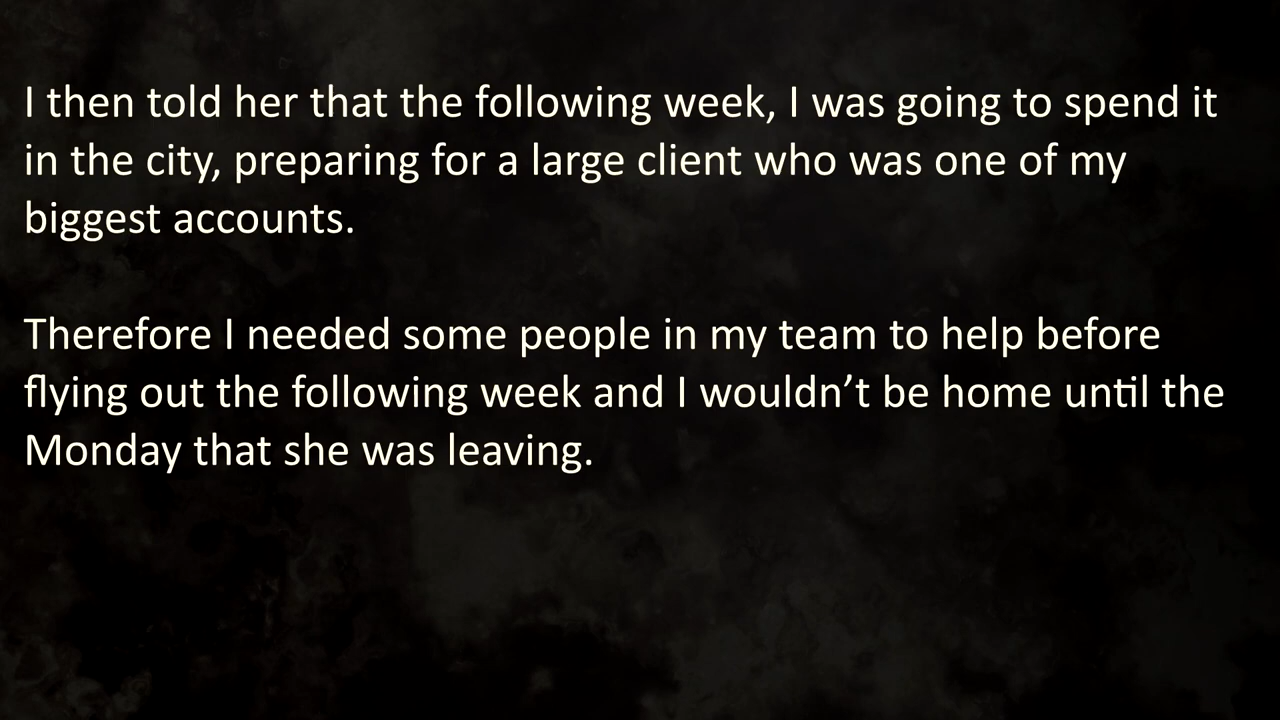 I then told her that the following week, I was going to spend it
in the city, preparing for a large client who was one of my
biggest accounts.
Therefore I needed some people in my team to help before
flying out the following week and I wouldn’t be home until the
Monday that she was leaving.